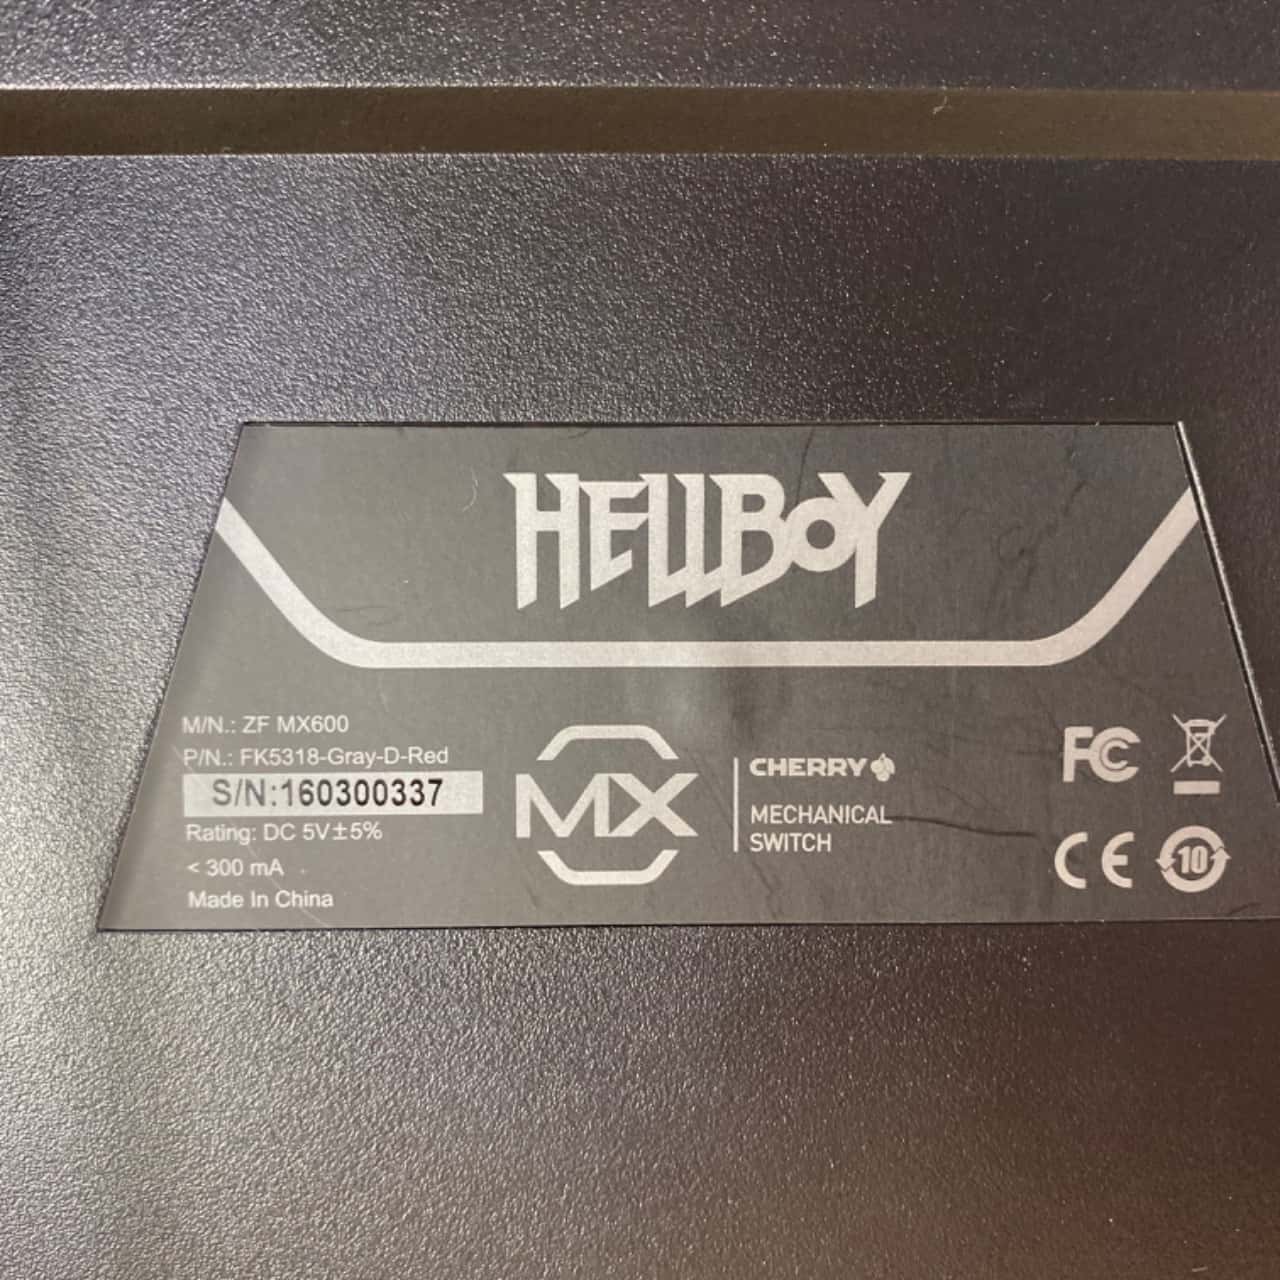 HELLBOY
M/N.: ZF MX600
P/N.: FK5318-Gray-D-Red
S/N:160300337
Rating: DC 5V±5%
< 300 mA
Made In China
MX
CHERRY
MECHANICAL
SWITCH
FC
CE
10